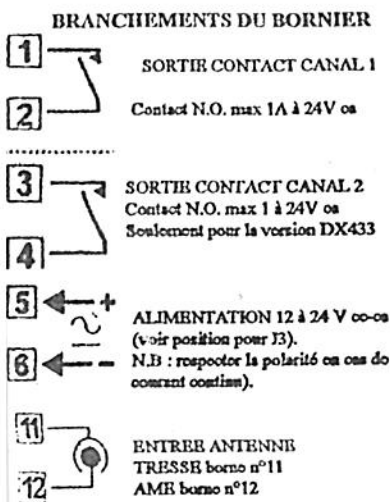 BRANCHEMENTS DU BORNIER
1
SORTIE CONTACT CANAL 1
2
Contact N.O. max 1A à 24V ca
3
SORTIE CONTACT CANAL 2
Contact N.O. max 1 à 24V ca
Seulement pour la version DX433
4
5 + 
ALIMENTATION 12 à 24 V cc-ca
(voir position pour J3).
6 -
N.B : respecter la polarité en cas de
courant continu).
11
ENTREE ANTENNE
TRESSE borne n°11
12
AME borne n°12